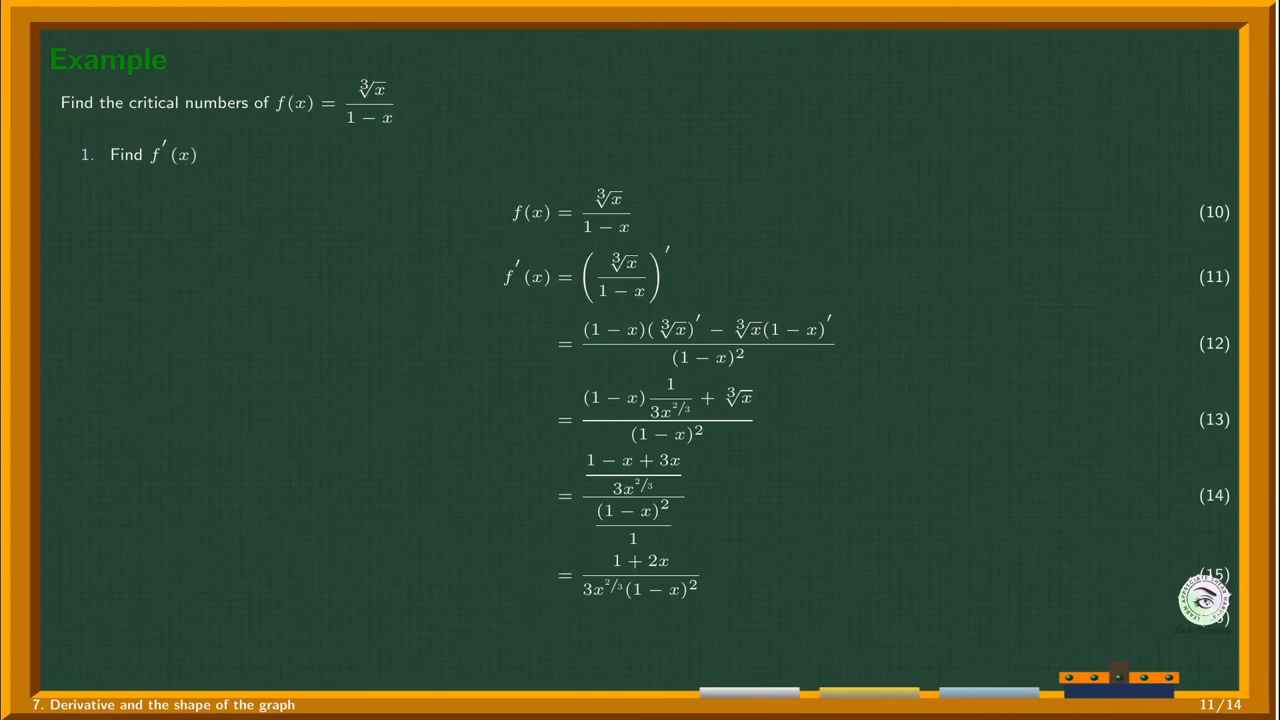 Example
Find the critical numbers of f(x) = ∛x / (1 − x)
1. Find f′(x)
f(x) = ∛x / (1 − x) (10)
f′(x) = (∛x / (1 − x))′ (11)
= ((1 − x)(∛x)′ − ∛x(1 − x)′) / (1 − x)² (12)
= ((1 − x) 1/(3x^{2/3}) + ∛x) / (1 − x)² (13)
= ((1 − x + 3x) / (3x^{2/3})) / ((1 − x)² / 1) (14)
= (1 + 2x) / (3x^{2/3}(1 − x)²) (15)
7. Derivative and the shape of the graph 11/14